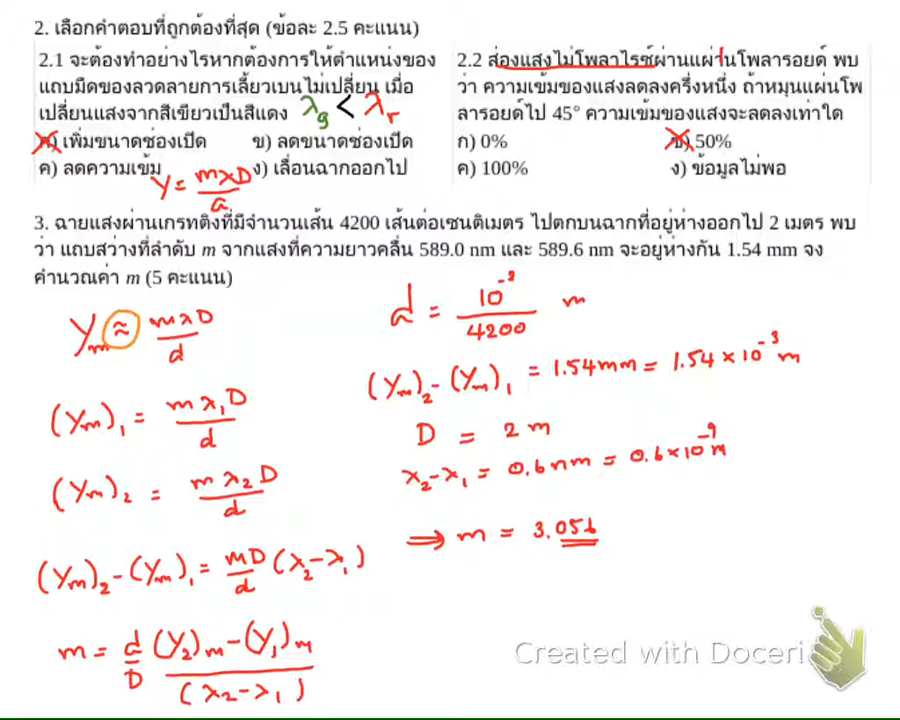 2. เลือกคำตอบที่ถูกต้องที่สุด (ข้อละ 2.5 คะแนน)
2.1 จะต้องทำอย่างไรหากต้องการให้ตำแหน่งของ
แถบมืดของลวดลายการเลี้ยวเบนไม่เปลี่ยน เมื่อ
เปลี่ยนแสงจากสีเขียวเป็นสีแดง λg < λr
ก) เพิ่มขนาดช่องเปิด ข) ลดขนาดช่องเปิด
ค) ลดความเข้ม ง) เลื่อนฉากออกไป
y = mλD/a
2.2 ส่องแสงไม่โพลาไรซ์ผ่านแผ่นโพลารอยด์ พบ
ว่า ความเข้มของแสงลดลงครึ่งหนึ่ง ถ้าหมุนแผ่นโพ
ลารอยด์ไป 45° ความเข้มของแสงจะลดลงเท่าใด
ก) 0% ข) 50%
ค) 100% ง) ข้อมูลไม่พอ
3. ฉายแสงผ่านเกรทติงที่มีจำนวนเส้น 4200 เส้นต่อเซนติเมตร ไปตกบนฉากที่อยู่ห่างออกไป 2 เมตร พบ
ว่า แถบสว่างที่ลำดับ m จากแสงที่ความยาวคลื่น 589.0 nm และ 589.6 nm จะอยู่ห่างกัน 1.54 mm จง
คำนวณค่า m (5 คะแนน)
ym ≈ mλD/d
(ym)1 = mλ1D/d
(ym)2 = mλ2D/d
(ym)2 - (ym)1 = mD/d (λ2-λ1)
m = d/D (y2)m - (y1)m / (λ2-λ1)
d = 10⁻²/4200 m
(ym)2 - (ym)1 = 1.54mm = 1.54×10⁻³ m
D = 2 m
λ2-λ1 = 0.6nm = 0.6×10⁻⁹ m
⇒ m = 3.056
Created with Doceri